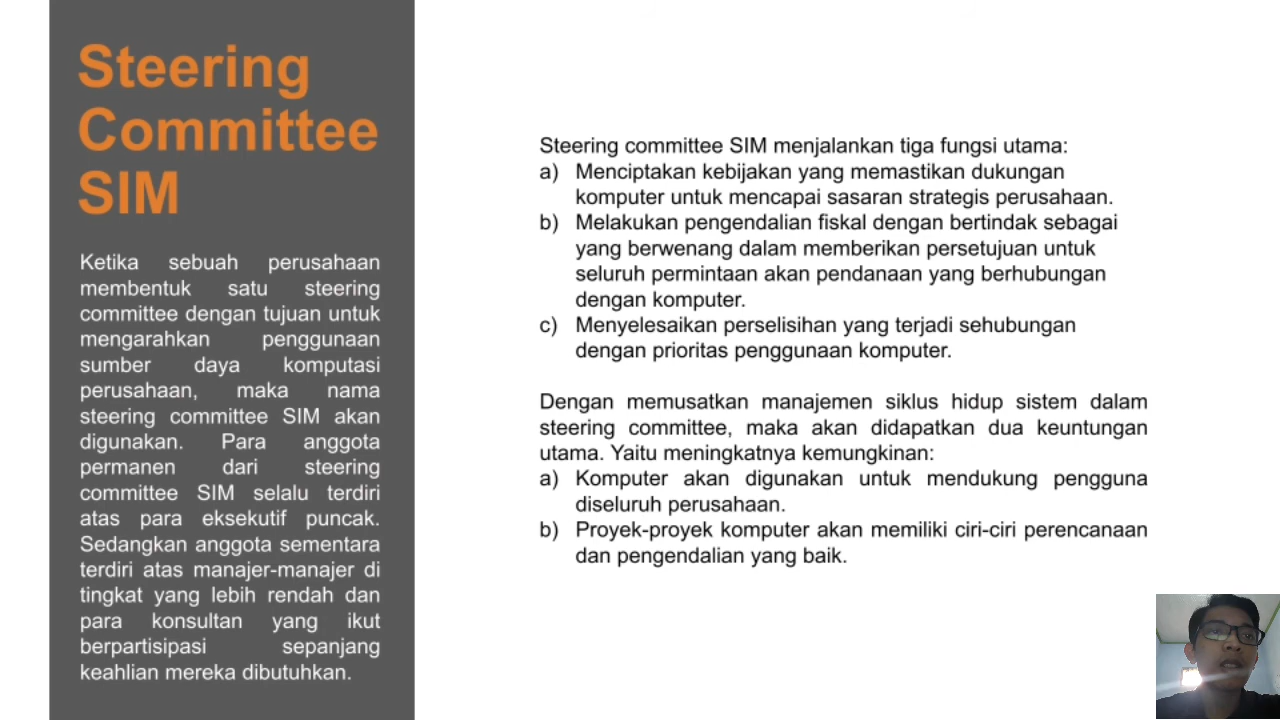 Steering
Committee
SIM
Ketika sebuah perusahaan
membentuk satu steering
committee dengan tujuan untuk
mengarahkan penggunaan
sumber daya komputasi
perusahaan, maka nama
steering committee SIM akan
digunakan. Para anggota
permanen dari steering
committee SIM selalu terdiri
atas para eksekutif puncak.
Sedangkan anggota sementara
terdiri atas manajer-manajer di
tingkat yang lebih rendah dan
para konsultan yang ikut
berpartisipasi sepanjang
keahlian mereka dibutuhkan.
Steering committee SIM menjalankan tiga fungsi utama:
a) Menciptakan kebijakan yang memastikan dukungan
komputer untuk mencapai sasaran strategis perusahaan.
b) Melakukan pengendalian fiskal dengan bertindak sebagai
yang berwenang dalam memberikan persetujuan untuk
seluruh permintaan akan pendanaan yang berhubungan
dengan komputer.
c) Menyelesaikan perselisihan yang terjadi sehubungan
dengan prioritas penggunaan komputer.
Dengan memusatkan manajemen siklus hidup sistem dalam
steering committee, maka akan didapatkan dua keuntungan
utama. Yaitu meningkatnya kemungkinan:
a) Komputer akan digunakan untuk mendukung pengguna
diseluruh perusahaan.
b) Proyek-proyek komputer akan memiliki ciri-ciri perencanaan
dan pengendalian yang baik.